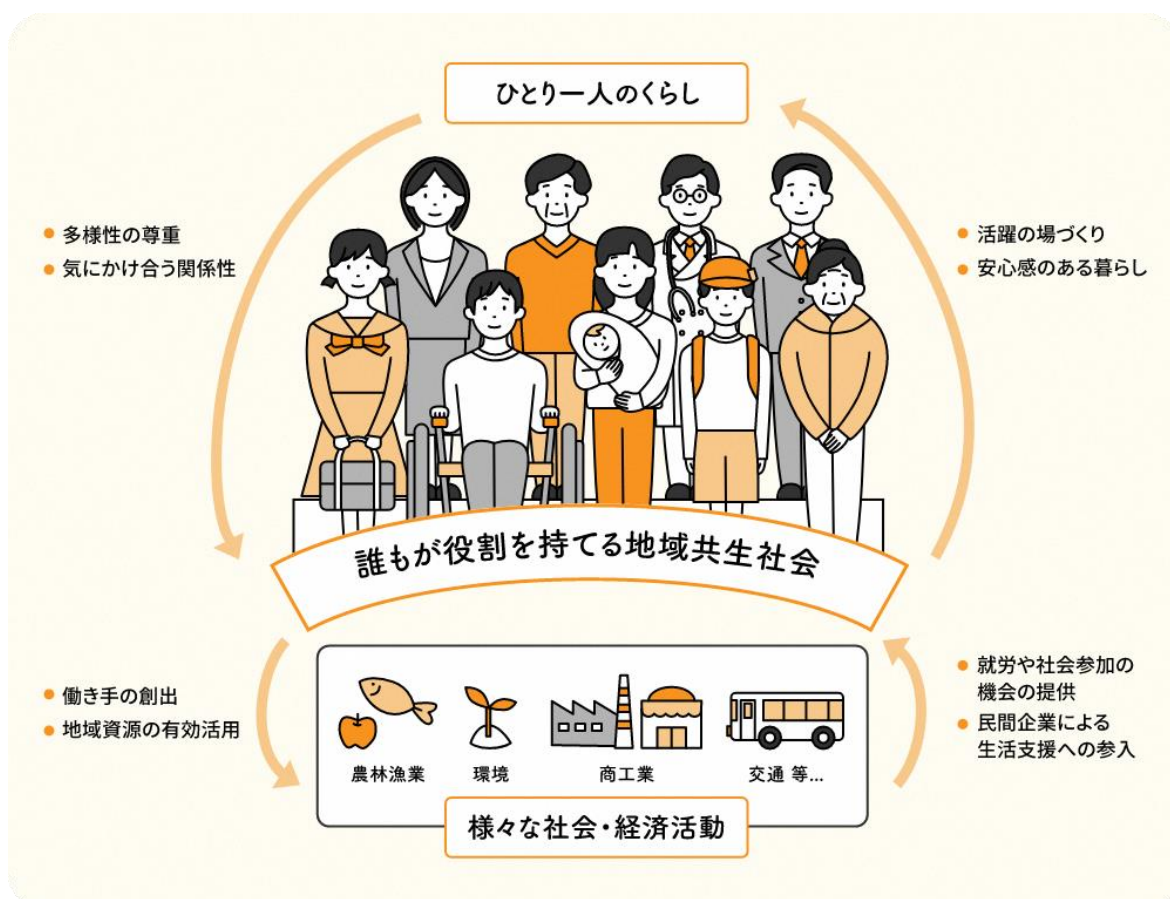 ひとり一人のくらし
多様性の尊重
気にかけ合う関係性
活躍の場づくり
安心感のある暮らし
誰もが役割を持てる地域共生社会
働き手の創出
地域資源の有効活用
就労や社会参加の
機会の提供
民間企業による
生活支援への参入
農林漁業
環境
商工業
交通 等...
様々な社会・経済活動